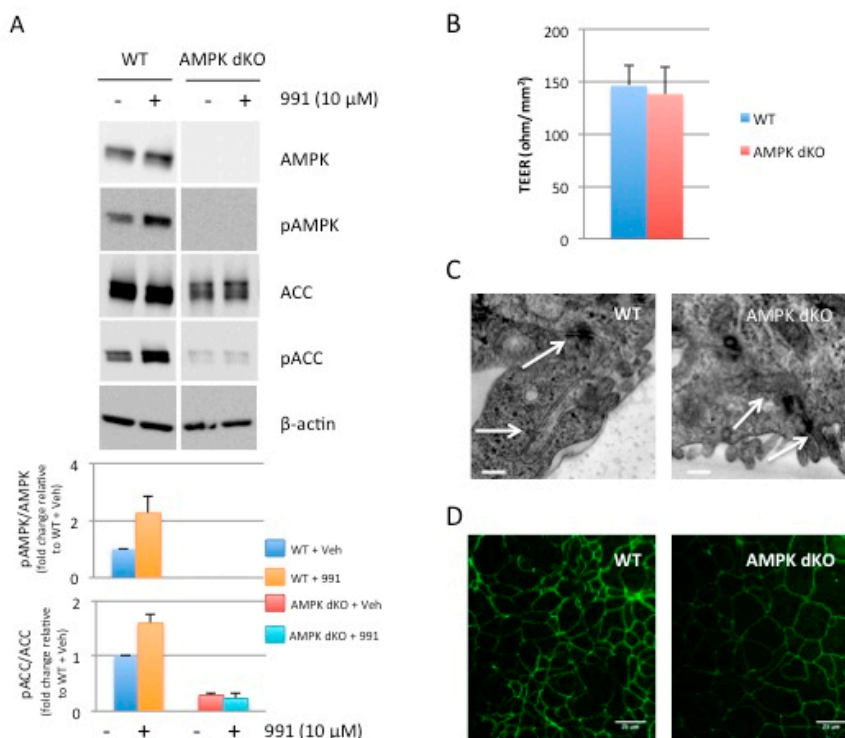 A
WT AMPK dKO
- + - + 991 (10 µM)
AMPK
pAMPK
ACC
pACC
β-actin
pAMPK/AMPK
(fold change relative
to WT + Veh)
4
2
0
WT + Veh
WT + 991
AMPK dKO + Veh
AMPK dKO + 991
pACC/ACC
(fold change relative
to WT + Veh)
2
1
0
- + - + 991 (10 µM)
B
TEER (ohm/ mm²)
200
150
100
50
0
WT
AMPK dKO
C
WT
AMPK dKO
D
WT
AMPK dKO